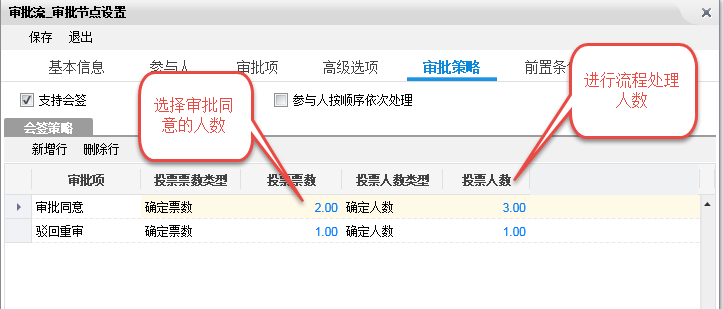 审批流_审批节点设置
保存 退出
基本信息 参与人 审批项 高级选项 审批策略 前置条
支持会签 参与人按顺序依次处理
选择审批同
意的人数
进行流程处理
人数
会签策略
新增行 删除行
审批项 投票票数类型 投票票数 投票人数类型 投票人数
审批同意 确定票数 2.00 确定人数 3.00
驳回重审 确定票数 1.00 确定人数 1.00